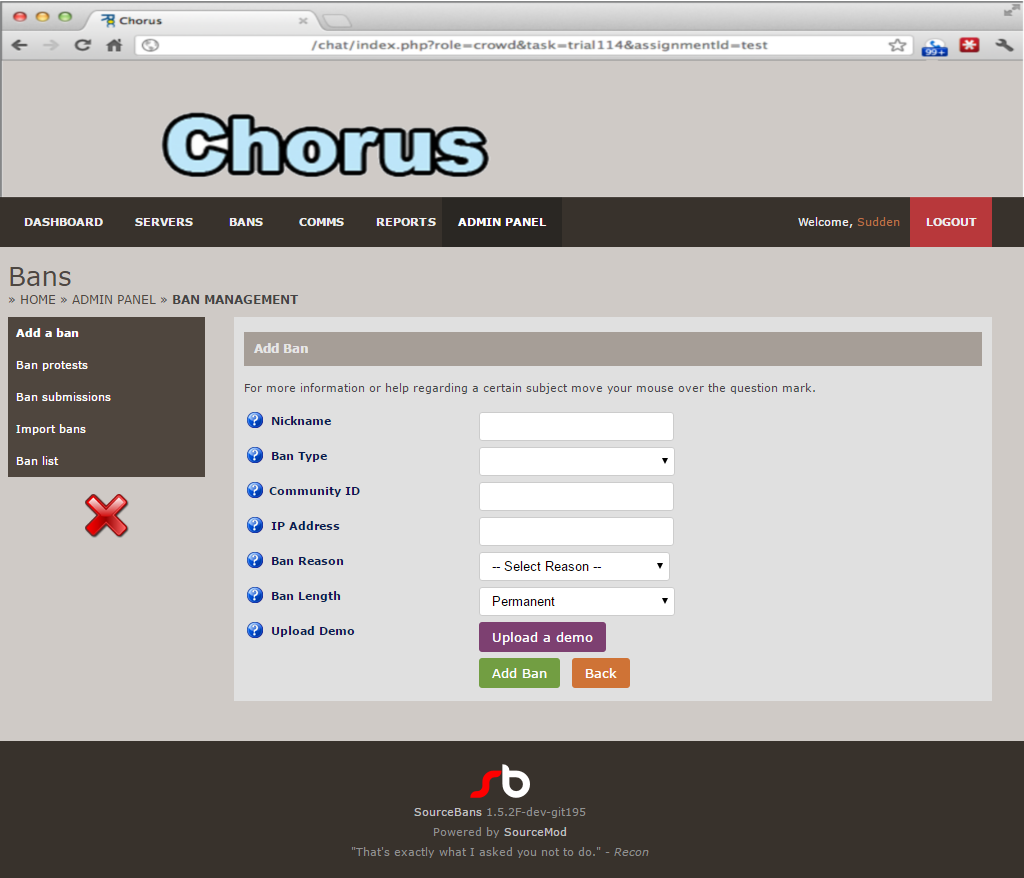 Chorus
/chat/index.php?role=crowd&task=trial114&assignmentId=test
99+
Chorus
DASHBOARD SERVERS BANS COMMS REPORTS ADMIN PANEL Welcome, Sudden LOGOUT
Bans
» HOME » ADMIN PANEL » BAN MANAGEMENT
Add a ban
Ban protests
Ban submissions
Import bans
Ban list
Add Ban
For more information or help regarding a certain subject move your mouse over the question mark.
? Nickname
? Ban Type
? Community ID
? IP Address
? Ban Reason -- Select Reason --
? Ban Length Permanent
? Upload Demo Upload a demo
Add Ban Back
sb
SourceBans 1.5.2F-dev-git195
Powered by SourceMod
"That's exactly what I asked you not to do." - Recon